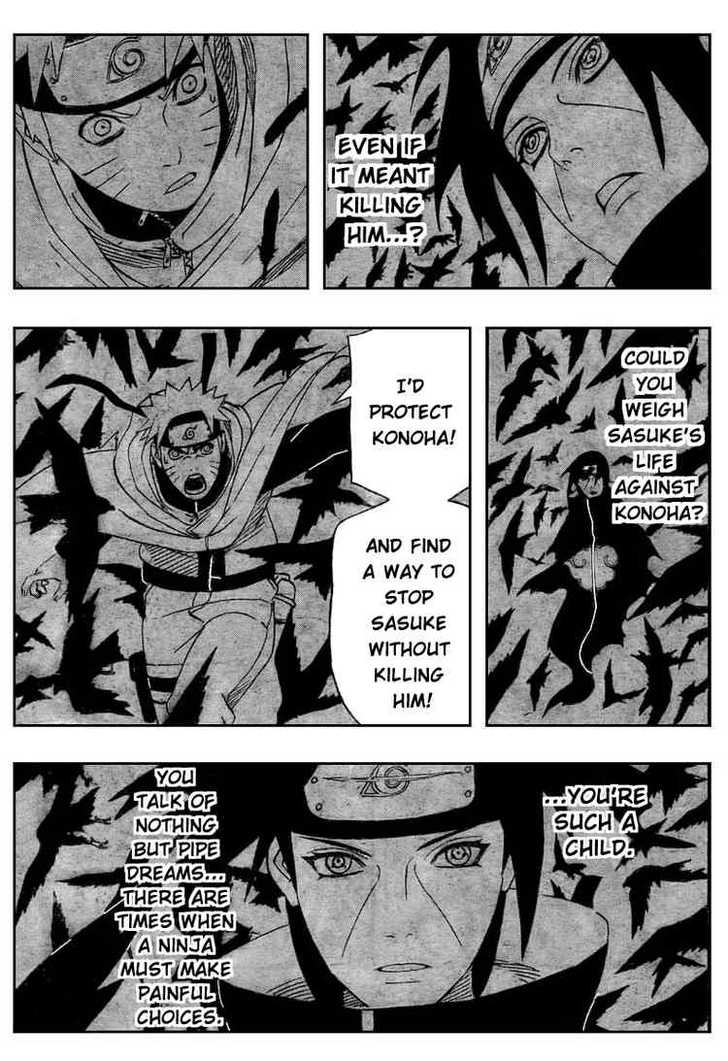 EVEN IF
IT MEANT
KILLING
HIM...?
COULD
YOU
WEIGH
SASUKE'S
LIFE
AGAINST
KONOHA?
I'D
PROTECT
KONOHA!
AND FIND
A WAY TO
STOP
SASUKE
WITHOUT
KILLING
HIM!
...YOU'RE
SUCH A
CHILD.
YOU
TALK OF
NOTHING
BUT PIPE
DREAMS...
THERE ARE
TIMES WHEN
A NINJA
MUST MAKE
PAINFUL
CHOICES.